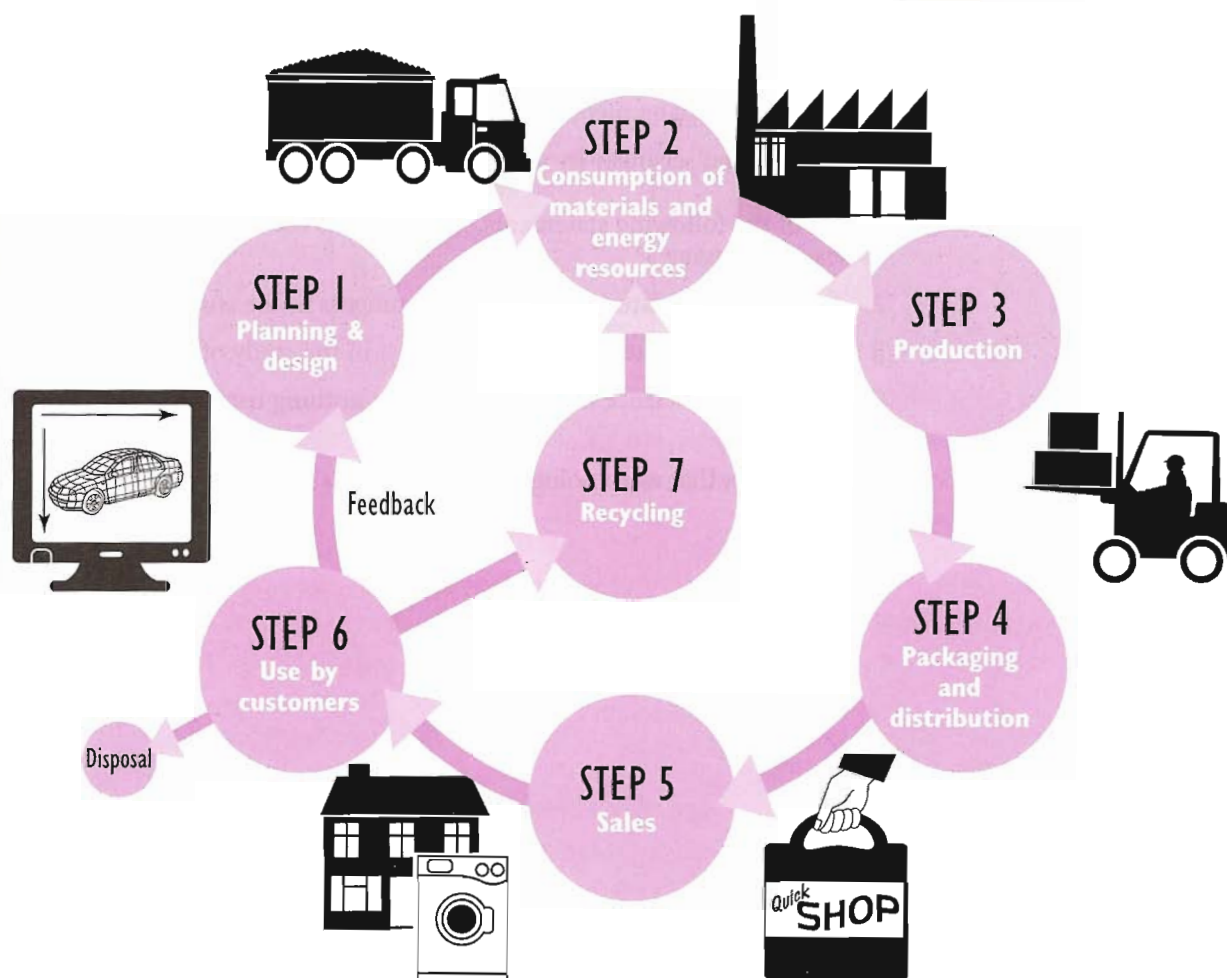 STEP 1
Planning &
design
STEP 2
Consumption of
materials and
energy
resources
STEP 3
Production
STEP 4
Packaging
and
distribution
STEP 5
Sales
STEP 6
Use by
customers
STEP 7
Recycling
Feedback
Disposal
Quick
SHOP